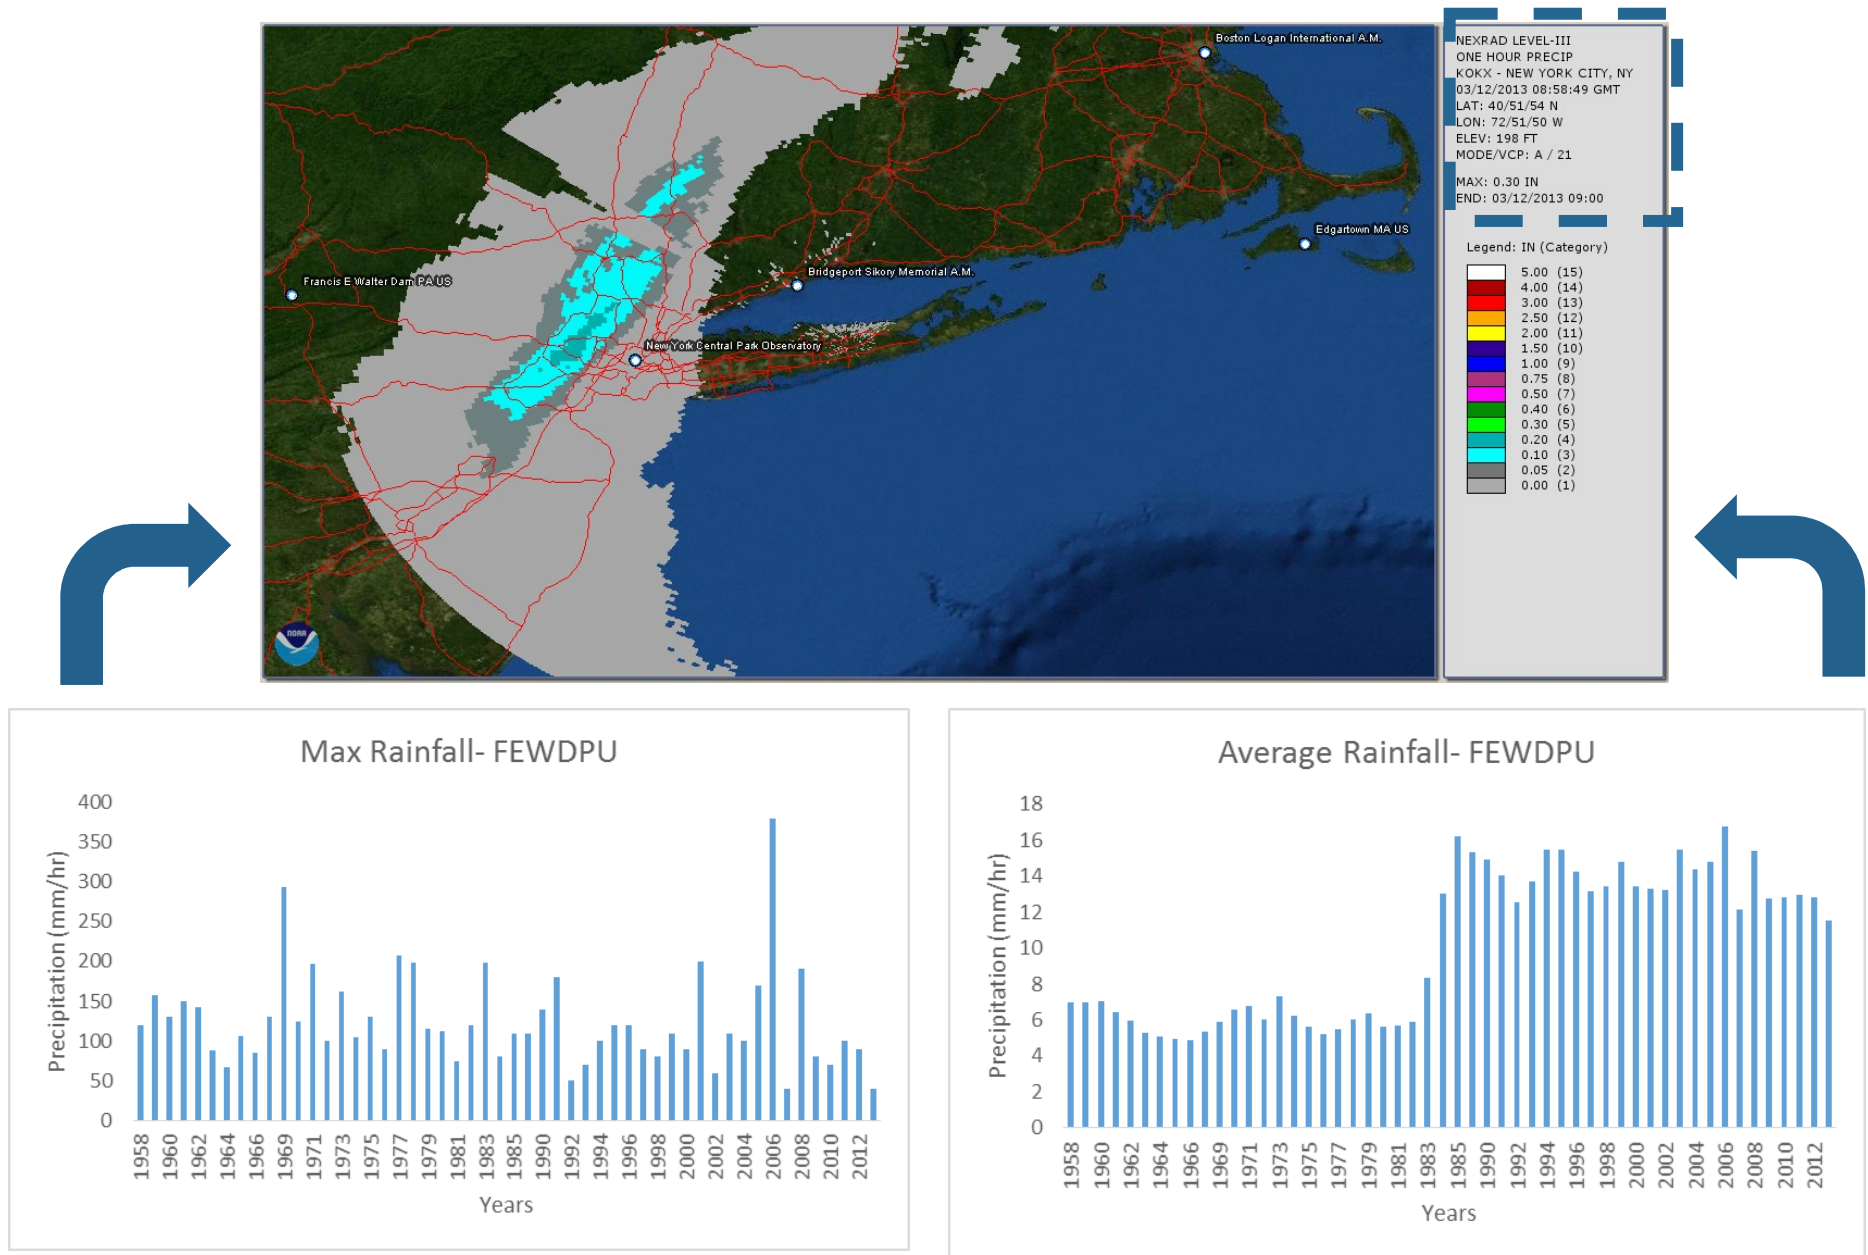 Boston Logan International A.M.
Francis E Walter Dam PA US
Bridgeport Sikory Memorial A.M.
Edgartown MA US
New York Central Park Observatory
NOAA
NEXRAD LEVEL-III
ONE HOUR PRECIP
KOKX - NEW YORK CITY, NY
03/12/2013 08:58:49 GMT
LAT: 40/51/54 N
LON: 72/51/50 W
ELEV: 198 FT
MODE/VCP: A / 21
MAX: 0.30 IN
END: 03/12/2013 09:00
Legend: IN (Category)
5.00 (15)
4.00 (14)
3.00 (13)
2.50 (12)
2.00 (11)
1.50 (10)
1.00 (9)
0.75 (8)
0.50 (7)
0.40 (6)
0.30 (5)
0.20 (4)
0.10 (3)
0.05 (2)
0.00 (1)
Max Rainfall- FEWDPU
Precipitation (mm/hr)
400
350
300
250
200
150
100
50
0
1958 1960 1962 1964 1966 1969 1971 1973 1975 1977 1979 1981 1983 1985 1990 1992 1994 1996 1998 2000 2002 2004 2006 2008 2010 2012
Years
Average Rainfall- FEWDPU
Precipitation (mm/hr)
18
16
14
12
10
8
6
4
2
0
1958 1960 1962 1964 1966 1969 1971 1973 1975 1977 1979 1981 1983 1985 1990 1992 1994 1996 1998 2000 2002 2004 2006 2008 2010 2012
Years